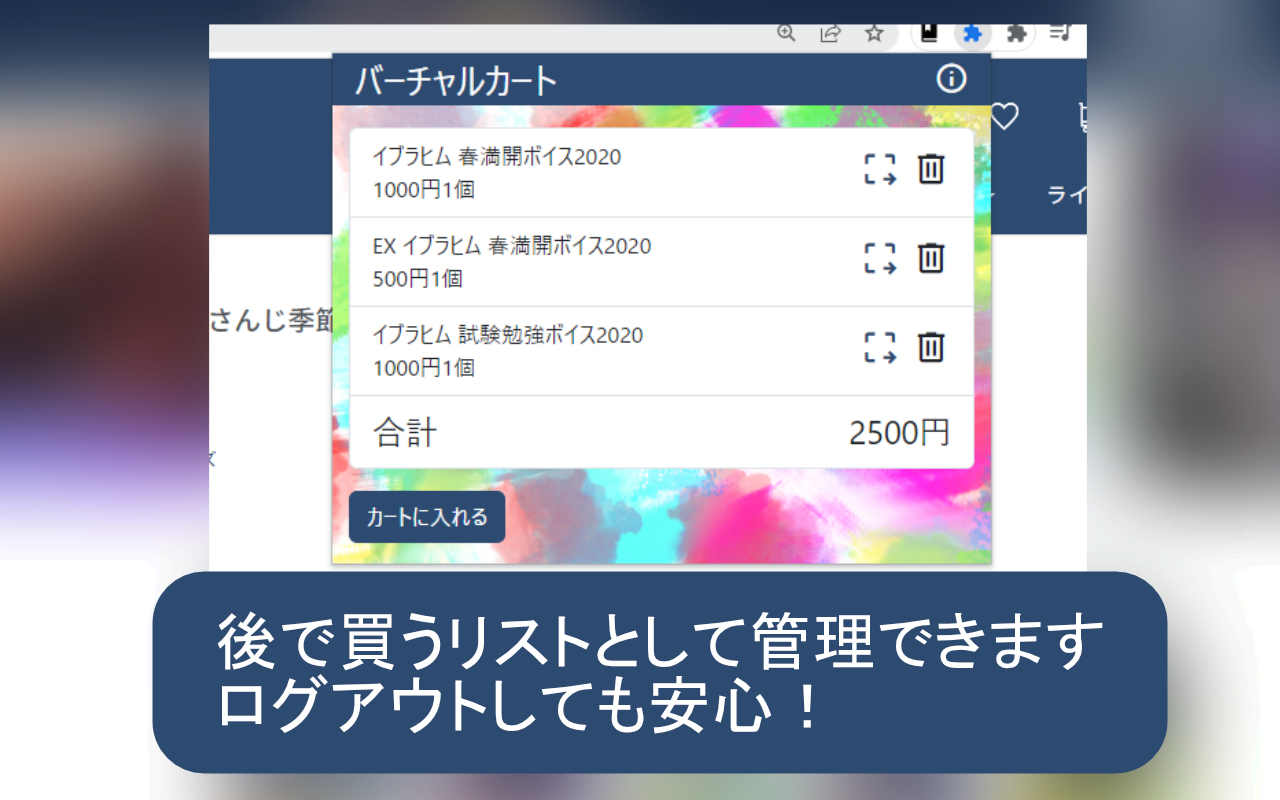 バーチャルカート
ライ
イブラヒム 春満開ボイス2020
1000円1個
EX イブラヒム 春満開ボイス2020
500円1個
さんじ季節
イブラヒム 試験勉強ボイス2020
1000円1個
合計 2500円
ズ
カートに入れる
後で買うリストとして管理できます
ログアウトしても安心！